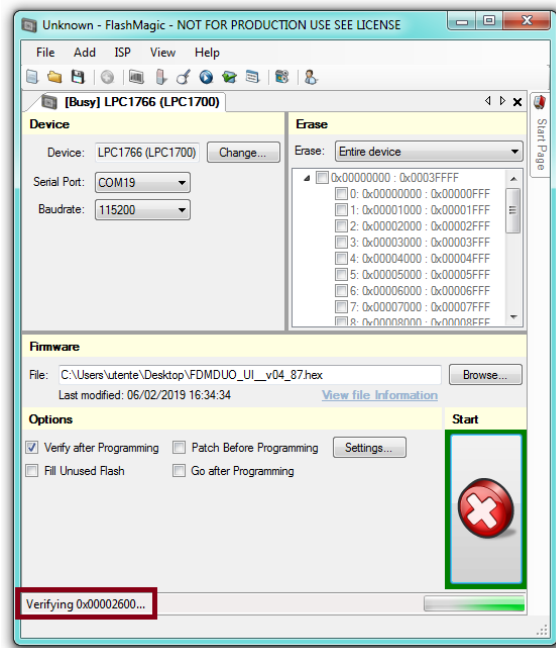 Unknown - FlashMagic - NOT FOR PRODUCTION USE SEE LICENSE
File Add ISP View Help
[Busy] LPC1766 (LPC1700)
Start Page
Device
Device: LPC1766 (LPC1700) Change...
Serial Port: COM19
Baudrate: 115200
Erase
Erase: Entire device
0x00000000 : 0x0003FFFF
0: 0x00000000 : 0x00000FFF
1: 0x00001000 : 0x00001FFF
2: 0x00002000 : 0x00002FFF
3: 0x00003000 : 0x00003FFF
4: 0x00004000 : 0x00004FFF
5: 0x00005000 : 0x00005FFF
6: 0x00006000 : 0x00006FFF
7: 0x00007000 : 0x00007FFF
8: 0x00008000 : 0x00008FFF
Firmware
File: C:\Users\utente\Desktop\FDMDUO_UI__v04_87.hex Browse...
Last modified: 06/02/2019 16:34:34 View file Information
Options
Verify after Programming Patch Before Programming Settings...
Fill Unused Flash Go after Programming
Start
Verifying 0x00002600...